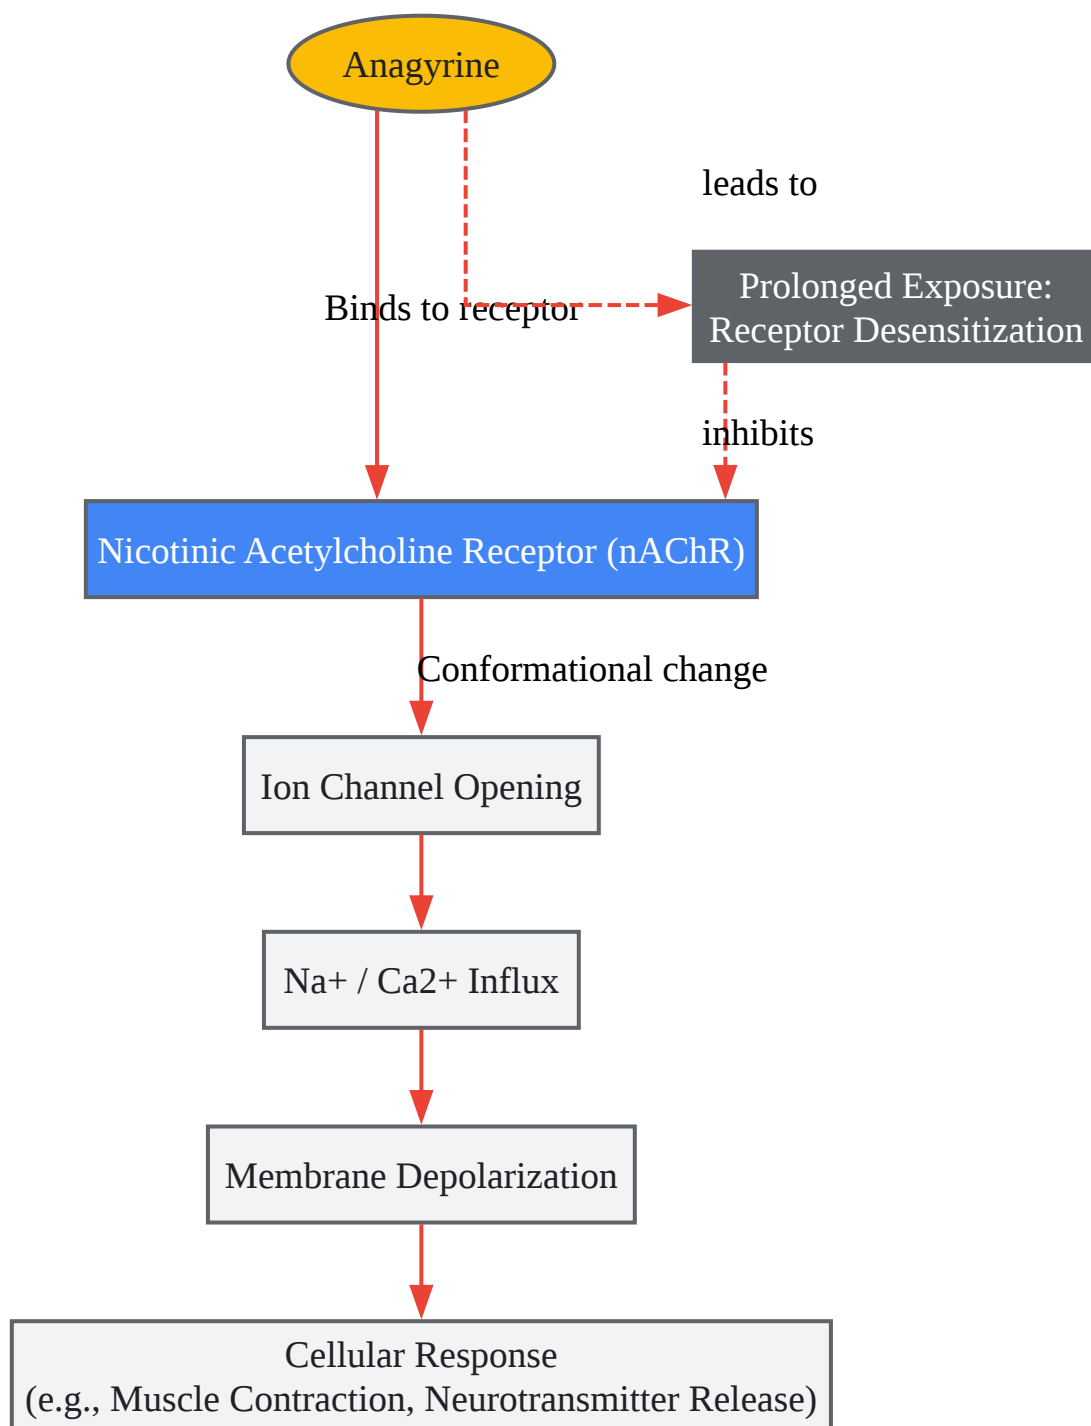 Anagyrine
leads to
Prolonged Exposure:
Receptor Desensitization
Binds to receptor
inhibits
Nicotinic Acetylcholine Receptor (nAChR)
Conformational change
Ion Channel Opening
Na+ / Ca2+ Influx
Membrane Depolarization
Cellular Response
(e.g., Muscle Contraction, Neurotransmitter Release)